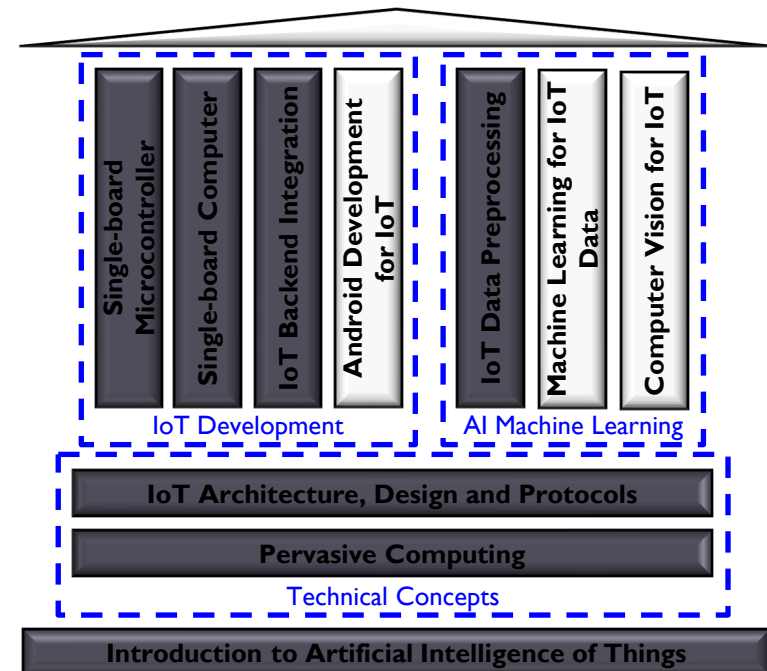 Single-board
Microcontroller
Single-board Computer
IoT Backend Integration
Android Development
for IoT
IoT Development
IoT Data Preprocessing
Machine Learning for IoT
Data
Computer Vision for IoT
AI Machine Learning
IoT Architecture, Design and Protocols
Pervasive Computing
Technical Concepts
Introduction to Artificial Intelligence of Things